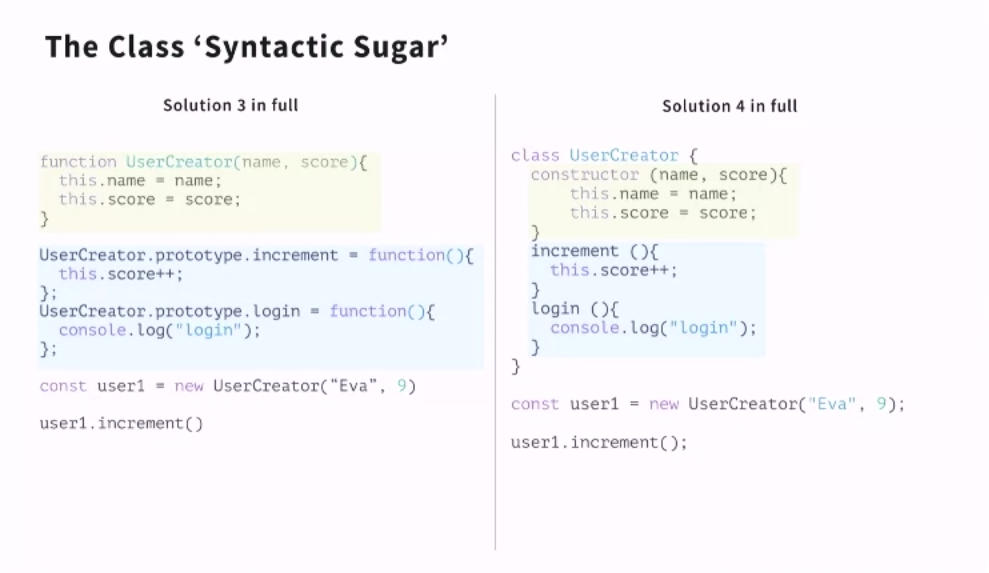 The Class ‘Syntactic Sugar’
Solution 3 in full
function UserCreator(name, score){
  this.name = name;
  this.score = score;
}
UserCreator.prototype.increment = function(){
  this.score++;
};
UserCreator.prototype.login = function(){
  console.log("login");
};
const user1 = new UserCreator("Eva", 9)
user1.increment()
Solution 4 in full
class UserCreator {
  constructor (name, score){
      this.name = name;
      this.score = score;
  }
  increment (){
    this.score++;
  }
  login (){
    console.log("login");
  }
}
const user1 = new UserCreator("Eva", 9);
user1.increment();